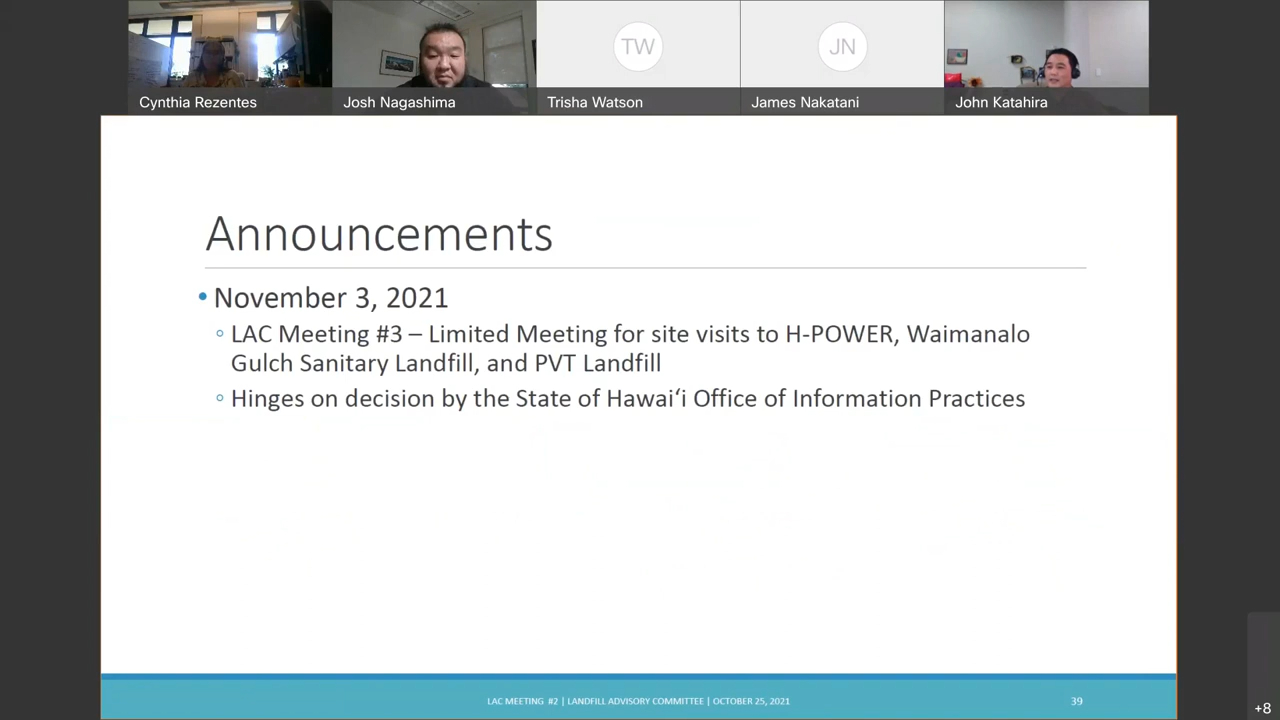 TW
JN
Cynthia Rezentes
Josh Nagashima
Trisha Watson
James Nakatani
John Katahira
Announcements
• November 3, 2021
◦ LAC Meeting #3 – Limited Meeting for site visits to H-POWER, Waimanalo
Gulch Sanitary Landfill, and PVT Landfill
◦ Hinges on decision by the State of Hawaiʻi Office of Information Practices
LAC MEETING #2 | LANDFILL ADVISORY COMMITTEE | OCTOBER 25, 2021
39
+8